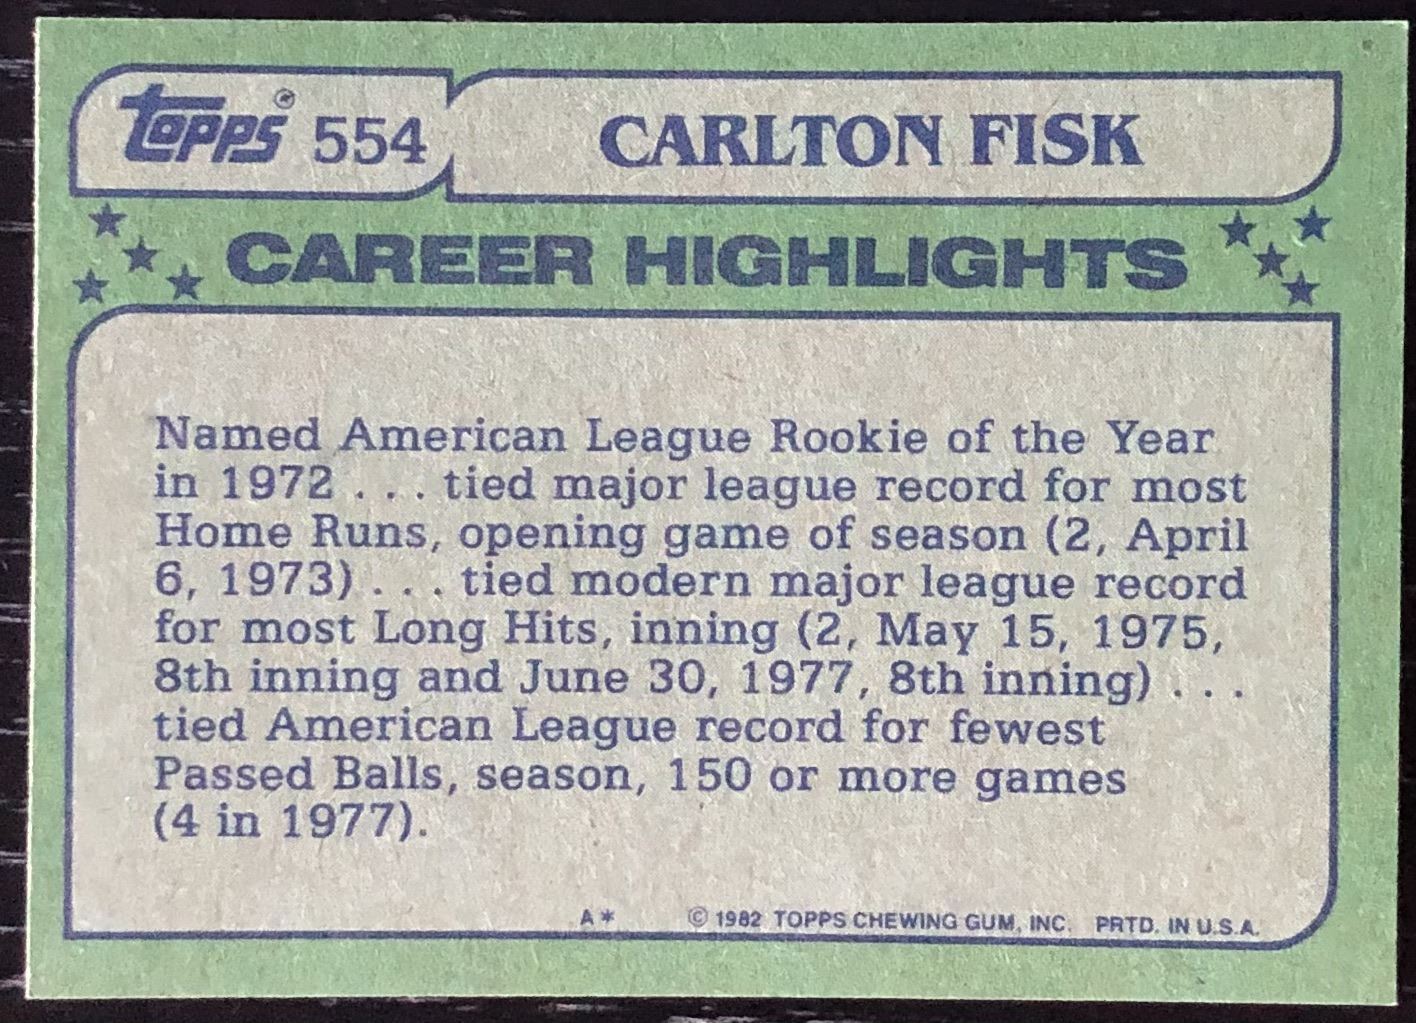 topps® 554 CARLTON FISK
CAREER HIGHLIGHTS
Named American League Rookie of the Year
in 1972 . . . tied major league record for most
Home Runs, opening game of season (2, April
6, 1973) . . . tied modern major league record
for most Long Hits, inning (2, May 15, 1975,
8th inning and June 30, 1977, 8th inning) . . .
tied American League record for fewest
Passed Balls, season, 150 or more games
(4 in 1977).
A* © 1982 TOPPS CHEWING GUM, INC. PRTD. IN U.S.A.